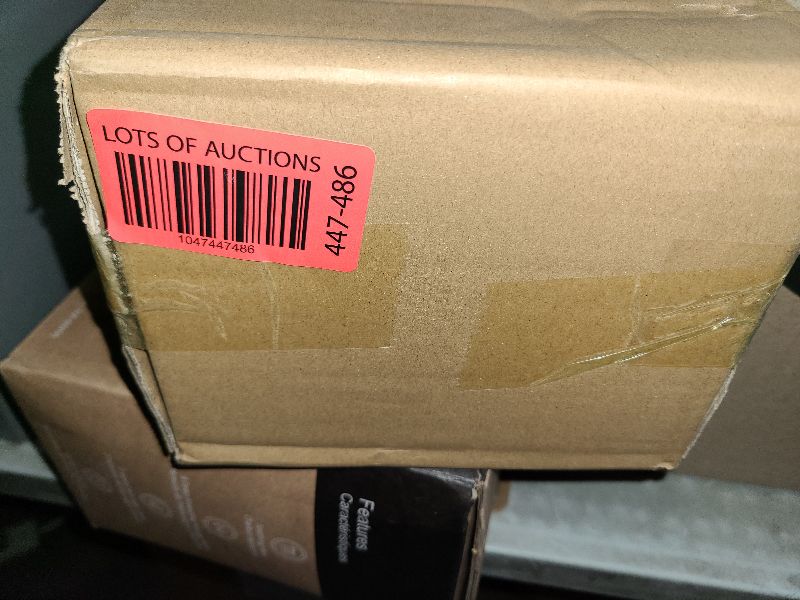 LOTS OF AUCTIONS
1047447486
447-486
Features
Caractéristiques